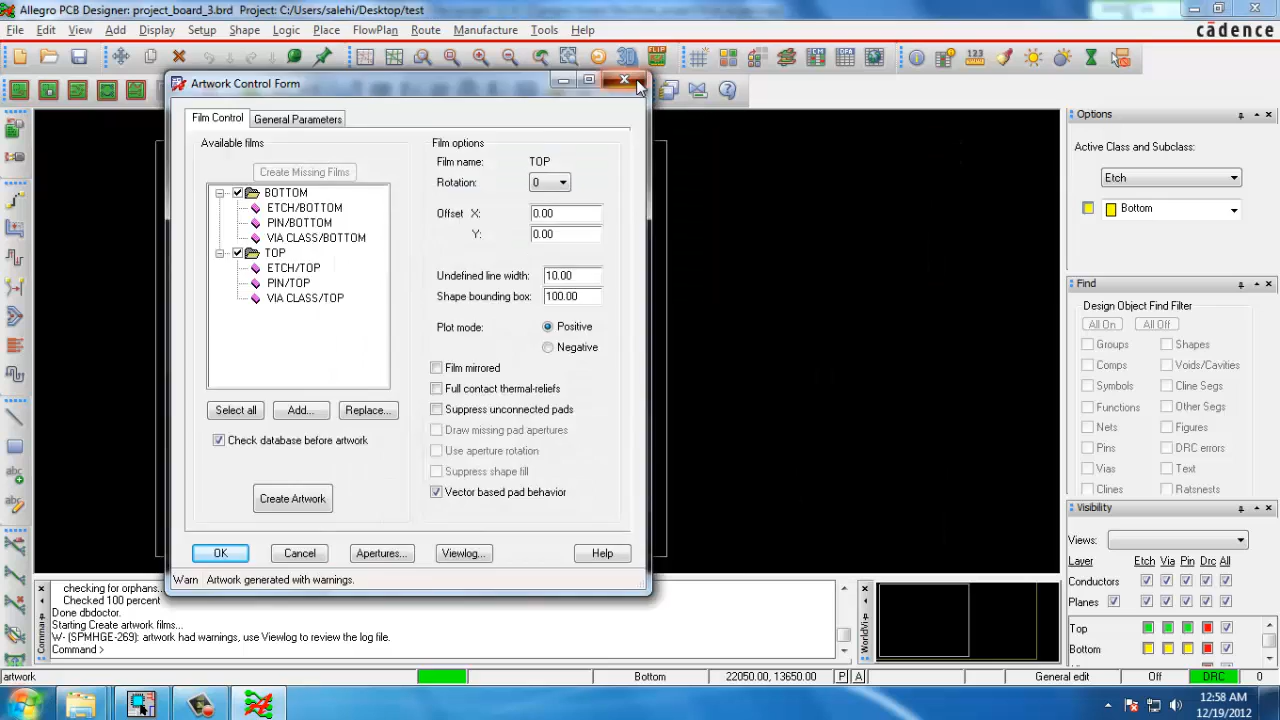 Allegro PCB Designer: project_board_3.brd Project: C:/Users/salehi/Desktop/test
File Edit View Add Display Setup Shape Logic Place FlowPlan Route Manufacture Tools Help
cādence
Artwork Control Form
Film Control General Parameters
Available films
Create Missing Films
BOTTOM
ETCH/BOTTOM
PIN/BOTTOM
VIA CLASS/BOTTOM
TOP
ETCH/TOP
PIN/TOP
VIA CLASS/TOP
Select all Add... Replace...
Check database before artwork
Create Artwork
Film options
Film name: TOP
Rotation: 0
Offset X: 0.00
Y: 0.00
Undefined line width: 10.00
Shape bounding box: 100.00
Plot mode: Positive
Negative
Film mirrored
Full contact thermal-reliefs
Suppress unconnected pads
Draw missing pad apertures
Use aperture rotation
Suppress shape fill
Vector based pad behavior
OK Cancel Apertures... Viewlog... Help
Warn Artwork generated with warnings.
Options
Active Class and Subclass:
Etch
Bottom
Find
Design Object Find Filter
All On All Off
Groups Shapes
Comps Voids/Cavities
Symbols Cline Segs
Functions Other Segs
Nets Figures
Pins DRC errors
Vias Text
Clines Ratsnests
Visibility
Views:
Layer Etch Via Pin Drc All
Conductors
Planes
Top
Bottom
checking for orphans..
Checked 100 percent
Done dbdoctor.
Starting Create artwork films...
W- (SPMHGE-269): artwork had warnings, use Viewlog to review the log file.
Command >
artwork Bottom 22050.00, 13650.00 P A General edit Off DRC 0
12:58 AM
12/19/2012